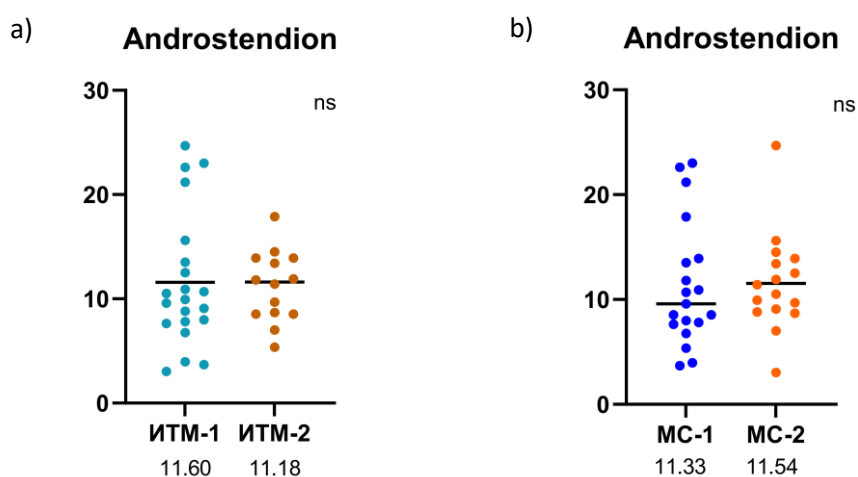 a)
Androstendion
ns
30
20
10
0
ИТМ-1 ИТМ-2
11.60 11.18
b)
Androstendion
ns
30
20
10
0
МС-1 МС-2
11.33 11.54